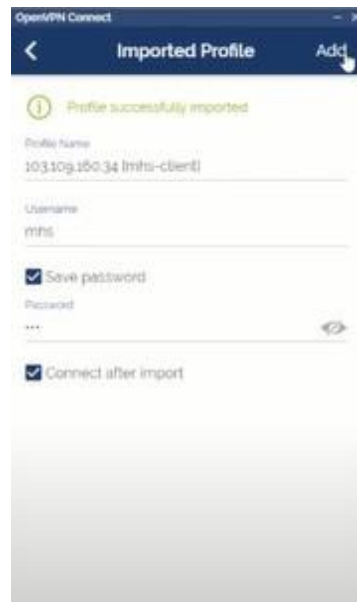 OpenVPN Connect
Imported Profile
Add
Profile successfully imported
Profile Name
103.109.160.34 [mhs-client]
Username
mhs
Save password
Password
•••
Connect after import